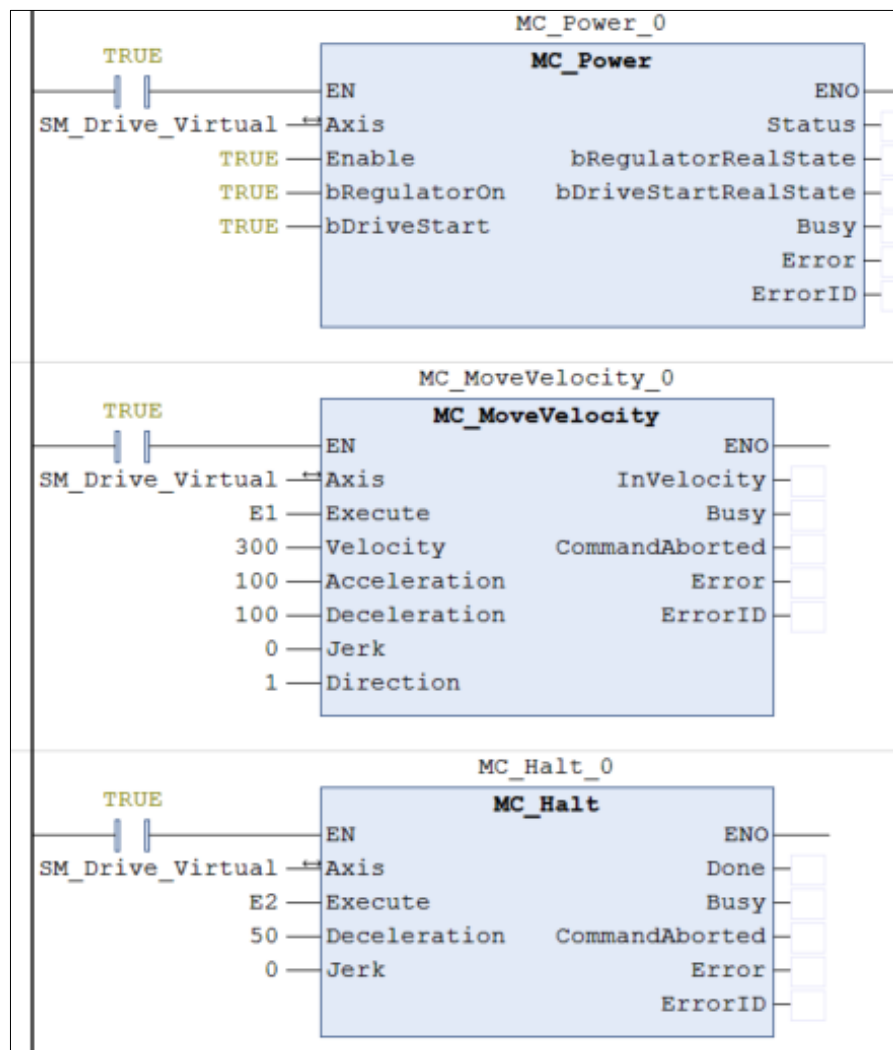 MC_Power_0
TRUE MC_Power
EN ENO
SM_Drive_Virtual Axis Status
TRUE Enable bRegulatorRealState
TRUE bRegulatorOn bDriveStartRealState
TRUE bDriveStart Busy
Error
ErrorID
MC_MoveVelocity_0
TRUE MC_MoveVelocity
EN ENO
SM_Drive_Virtual Axis InVelocity
E1 Execute Busy
300 Velocity CommandAborted
100 Acceleration Error
100 Deceleration ErrorID
0 Jerk
1 Direction
MC_Halt_0
TRUE MC_Halt
EN ENO
SM_Drive_Virtual Axis Done
E2 Execute Busy
50 Deceleration CommandAborted
0 Jerk Error
ErrorID